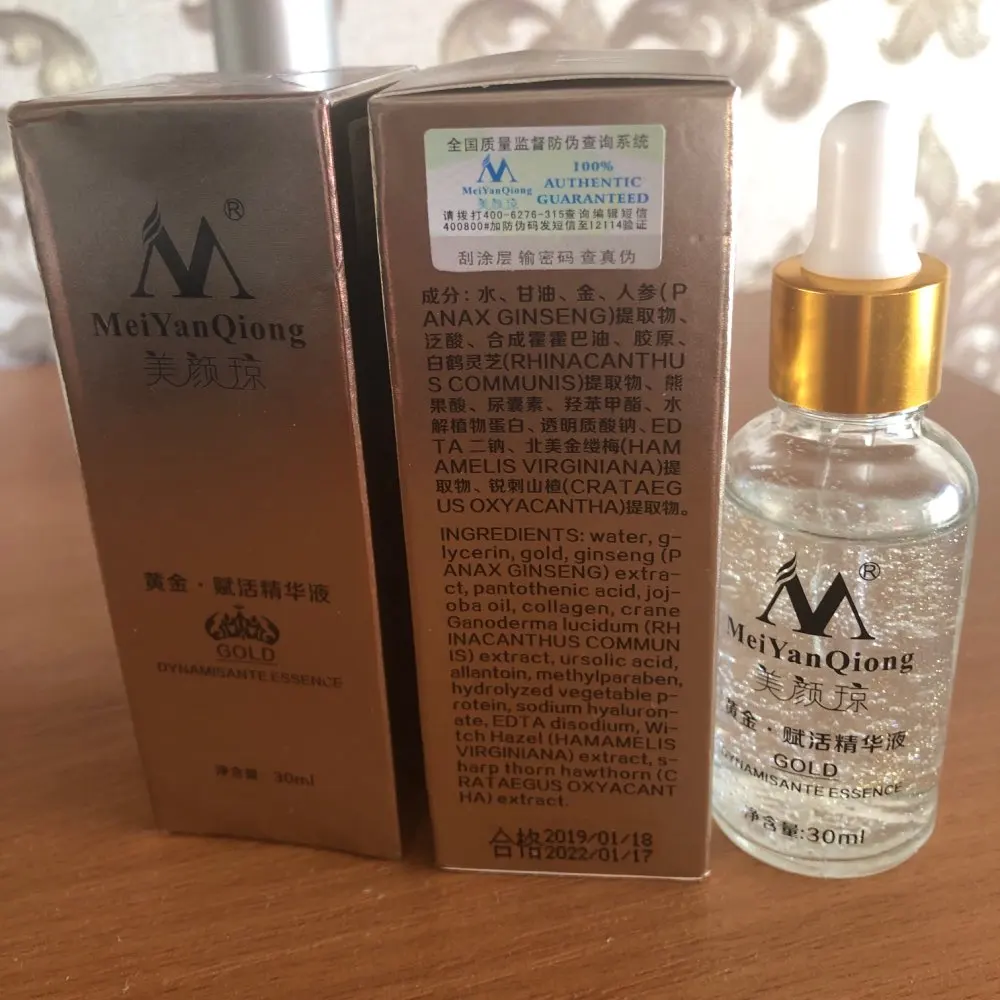 M®
MeiYanQiong
美颜琼
黄金·赋活精华液
GOLD
DYNAMISANTE ESSENCE
净含量: 30ml
全国质量监督防伪查询系统
MeiYanQiong
美颜琼
100%
AUTHENTIC
GUARANTEED
请拨打400-6276-315查询编辑短信
400800#加防伪码发短信至12114验证
刮涂层 输密码 查真伪
成分：水、甘油、金、人参(P
ANAX GINSENG)提取物、
泛酸、合成霍霍巴油、胶原、
白鹤灵芝(RHINACANTHU
S COMMUNIS)提取物、熊
果酸、尿囊素、羟苯甲酯、水
解植物蛋白、透明质酸钠、ED
TA 二钠、北美金缕梅(HAM
AMELIS VIRGINIANA)提
取物、锐刺山楂(CRATAEG
US OXYACANTHA)提取物。
INGREDIENTS: water, g-
lycerin, gold, ginseng (P
ANAX GINSENG) extra-
ct, pantothenic acid, joj-
oba oil, collagen, crane
Ganoderma lucidum (RH
INACANTHUS COMMUN
IS) extract, ursolic acid,
allantoin, methylparaben,
hydrolyzed vegetable p-
rotein, sodium hyaluron-
ate, EDTA disodium, Wi-
tch Hazel (HAMAMELIS
VIRGINIANA) extract, s-
harp thorn hawthorn (C
RATAEGUS OXYACANT
HA) extract.
合格 2019/01/18
2022/01/17
M®
MeiYanQiong
美颜琼
黄金·赋活精华液
GOLD
DYNAMISANTE ESSENCE
净含量:30ml